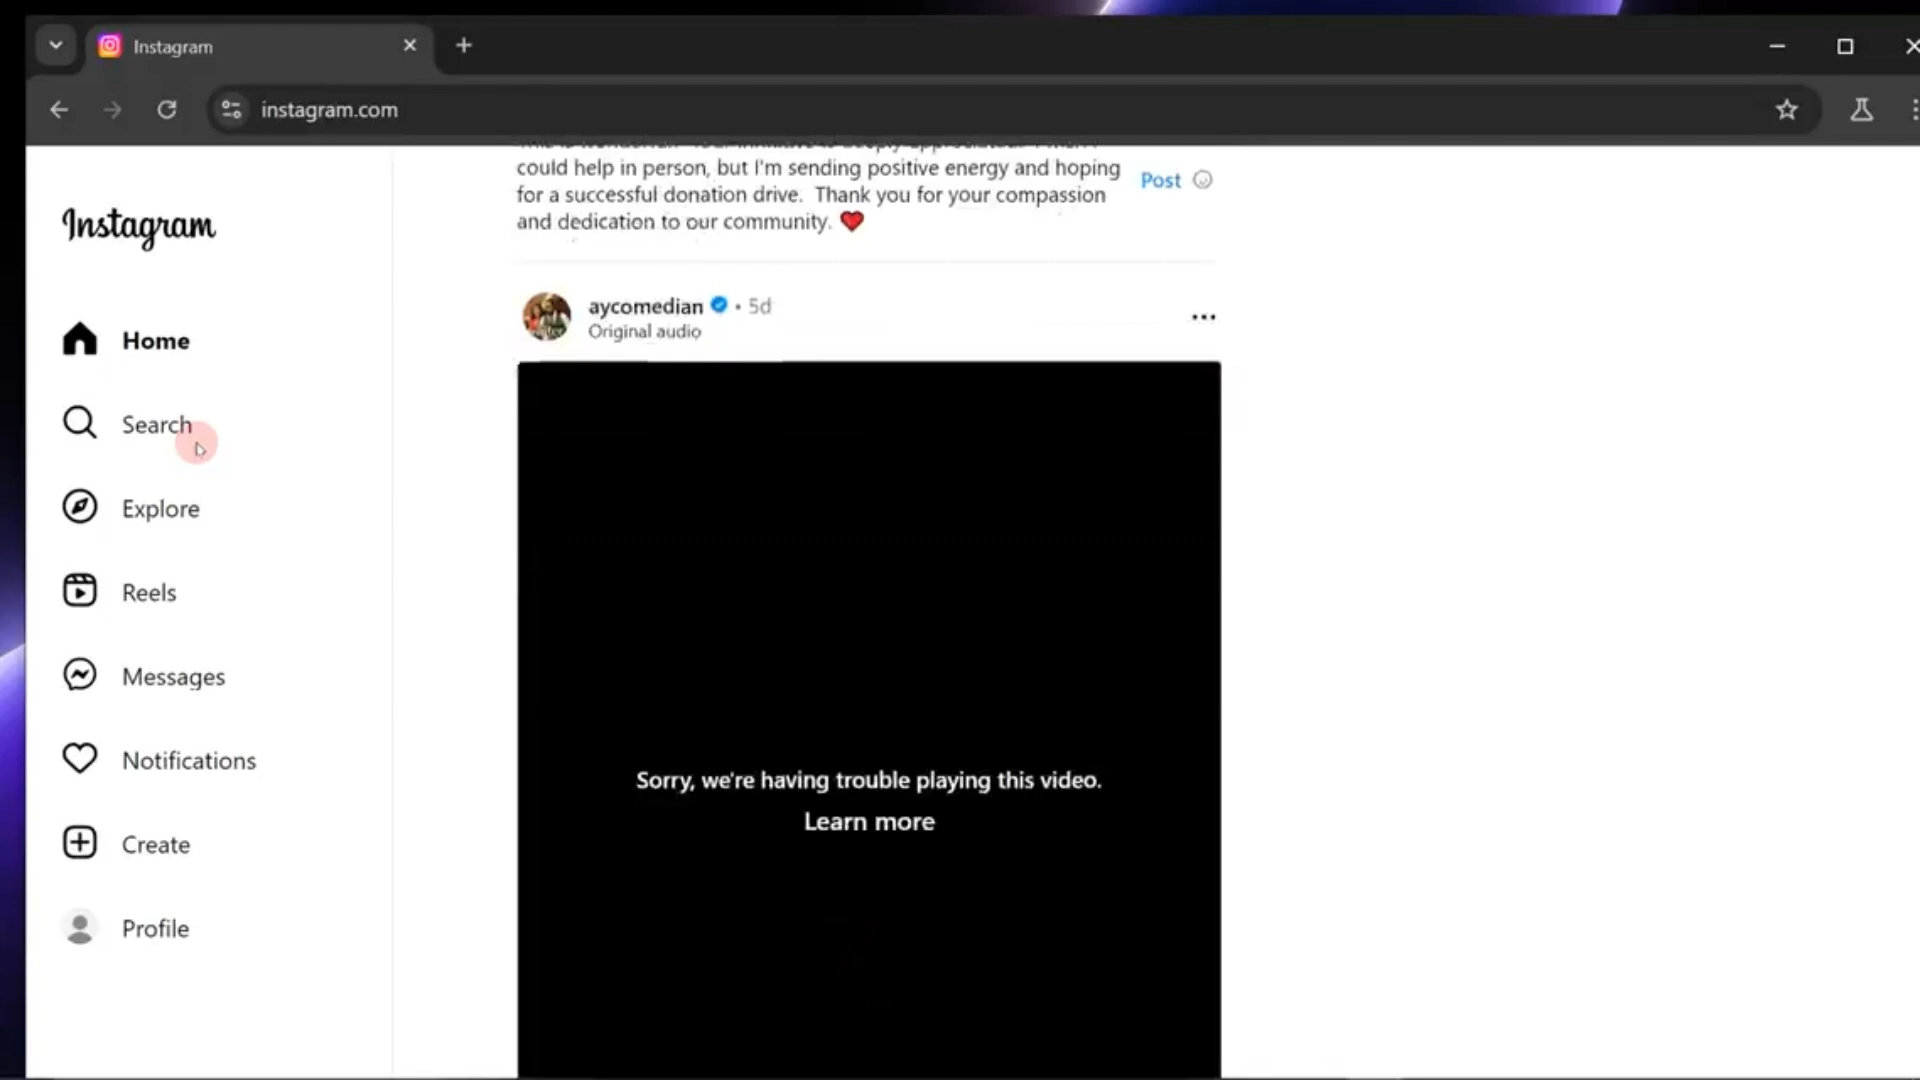 Instagram
instagram.com
could help in person, but I'm sending positive energy and hoping
for a successful donation drive.  Thank you for your compassion
and dedication to our community. ❤️
Post
Instagram
aycomedian • 5d
Original audio
Home
Search
Explore
Reels
Messages
Notifications
Create
Profile
Sorry, we're having trouble playing this video.
Learn more